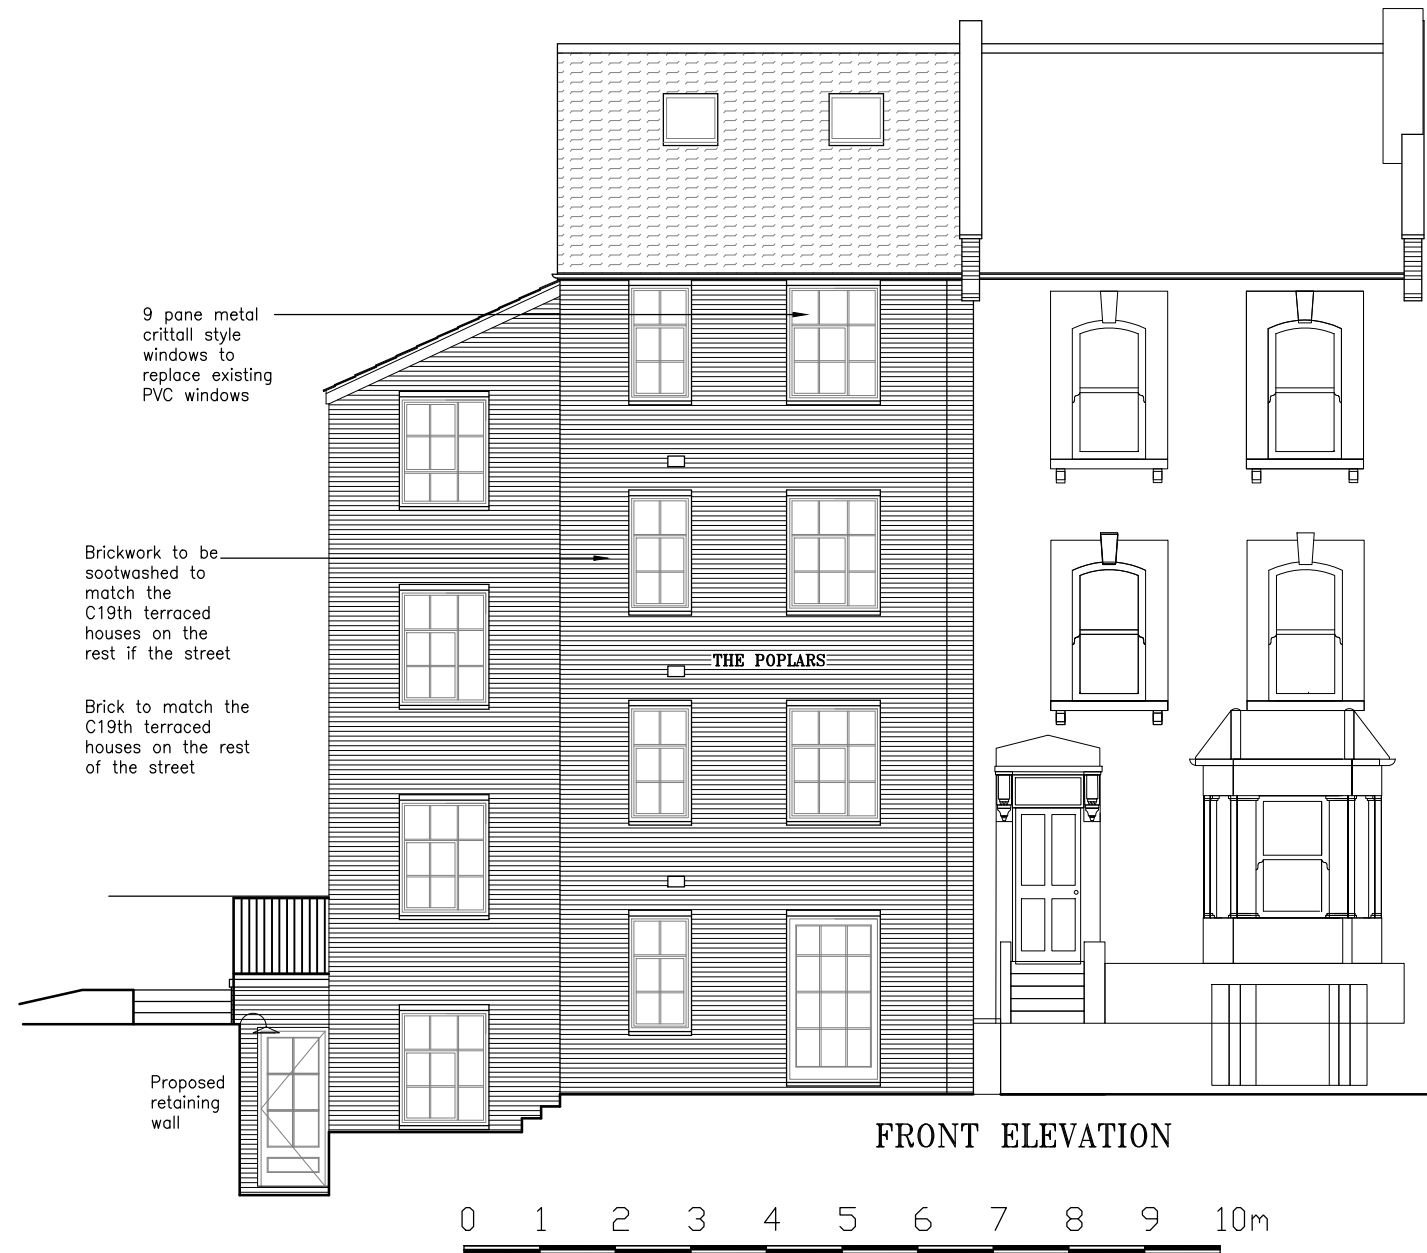 9 pane metal
crittall style
windows to
replace existing
PVC windows
Brickwork to be
sootwashed to
match the
C19th terraced
houses on the
rest if the street
Brick to match the
C19th terraced
houses on the rest
of the street
THE POPLARS
Proposed
retaining
wall
FRONT ELEVATION
0 1 2 3 4 5 6 7 8 9 10m